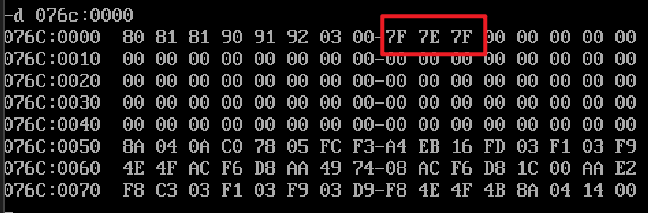 -d 076c:0000
076C:0000 80 81 81 90 91 92 03 00-7F 7E 7F 00 00 00 00 00
076C:0010 00 00 00 00 00 00 00 00-00 00 00 00 00 00 00 00
076C:0020 00 00 00 00 00 00 00 00-00 00 00 00 00 00 00 00
076C:0030 00 00 00 00 00 00 00 00-00 00 00 00 00 00 00 00
076C:0040 00 00 00 00 00 00 00 00-00 00 00 00 00 00 00 00
076C:0050 8A 04 0A C0 78 05 FC F3-A4 EB 16 FD 03 F1 03 F9
076C:0060 4E 4F AC F6 D8 AA 49 74-08 AC F6 D8 1C 00 AA E2
076C:0070 F8 C3 03 F1 03 F9 03 D9-F8 4E 4F 4B 8A 04 14 00